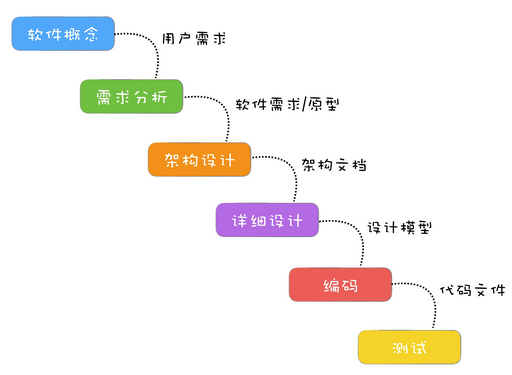 软件概念
用户需求
需求分析
软件需求/原型
架构设计
架构文档
详细设计
设计模型
编码
代码文件
测试